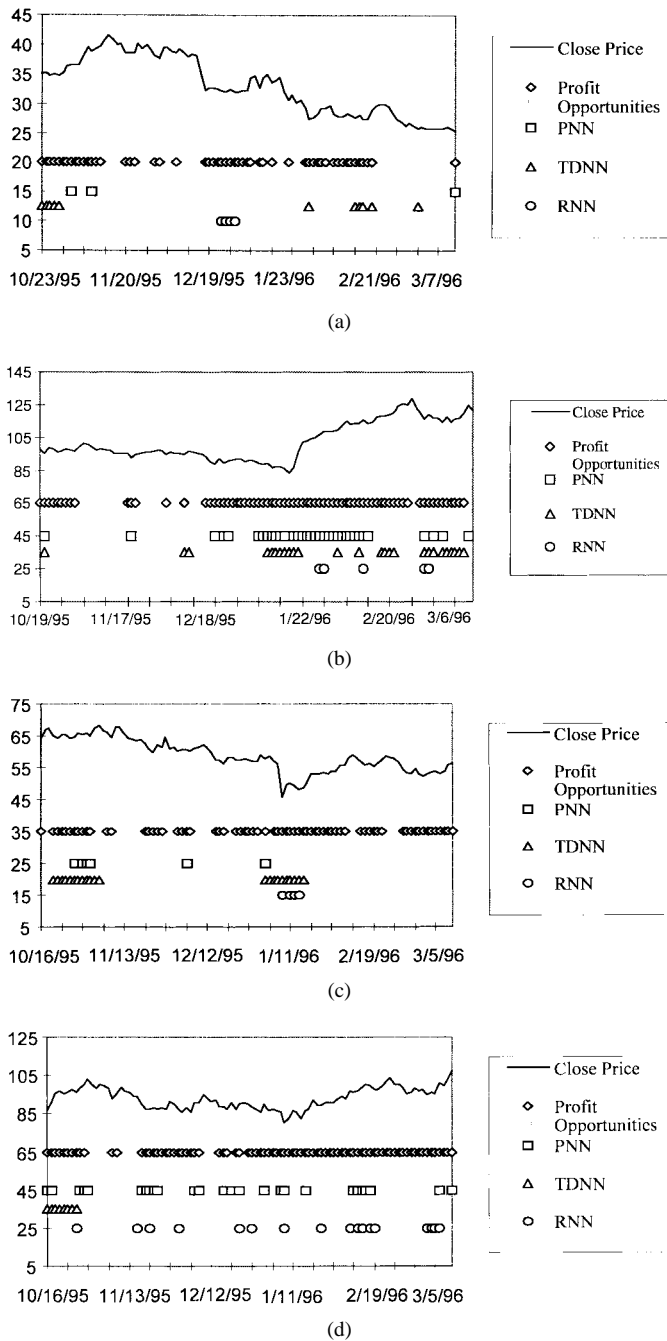 45
40
35
30
25
20
15
10
5
10/23/95 11/20/95 12/19/95 1/23/96 2/21/96 3/7/96
Close Price
Profit
Opportunities
PNN
TDNN
RNN
(a)
145
125
105
85
65
45
25
5
10/19/95 11/17/95 12/18/95 1/22/96 2/20/96 3/6/96
Close Price
Profit
Opportunities
PNN
TDNN
RNN
(b)
75
65
55
45
35
25
15
5
10/16/95 11/13/95 12/12/95 1/11/96 2/19/96 3/5/96
Close Price
Profit
Opportunities
PNN
TDNN
RNN
(c)
125
105
85
65
45
25
5
10/16/95 11/13/95 12/12/95 1/11/96 2/19/96 3/5/96
Close Price
Profit
Opportunities
PNN
TDNN
RNN
(d)